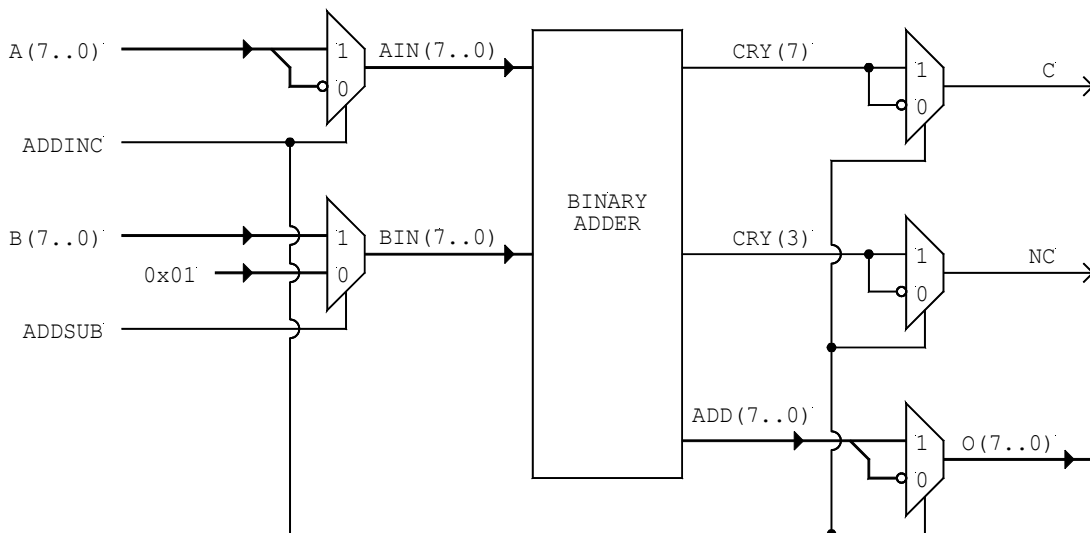 A(7..0)
1
0
AIN(7..0)
ADDINC
B(7..0)
0x01
1
0
BIN(7..0)
ADDSUB
BINARY
ADDER
CRY(7)
1
0
C
CRY(3)
1
0
NC
ADD(7..0)
1
0
O(7..0)